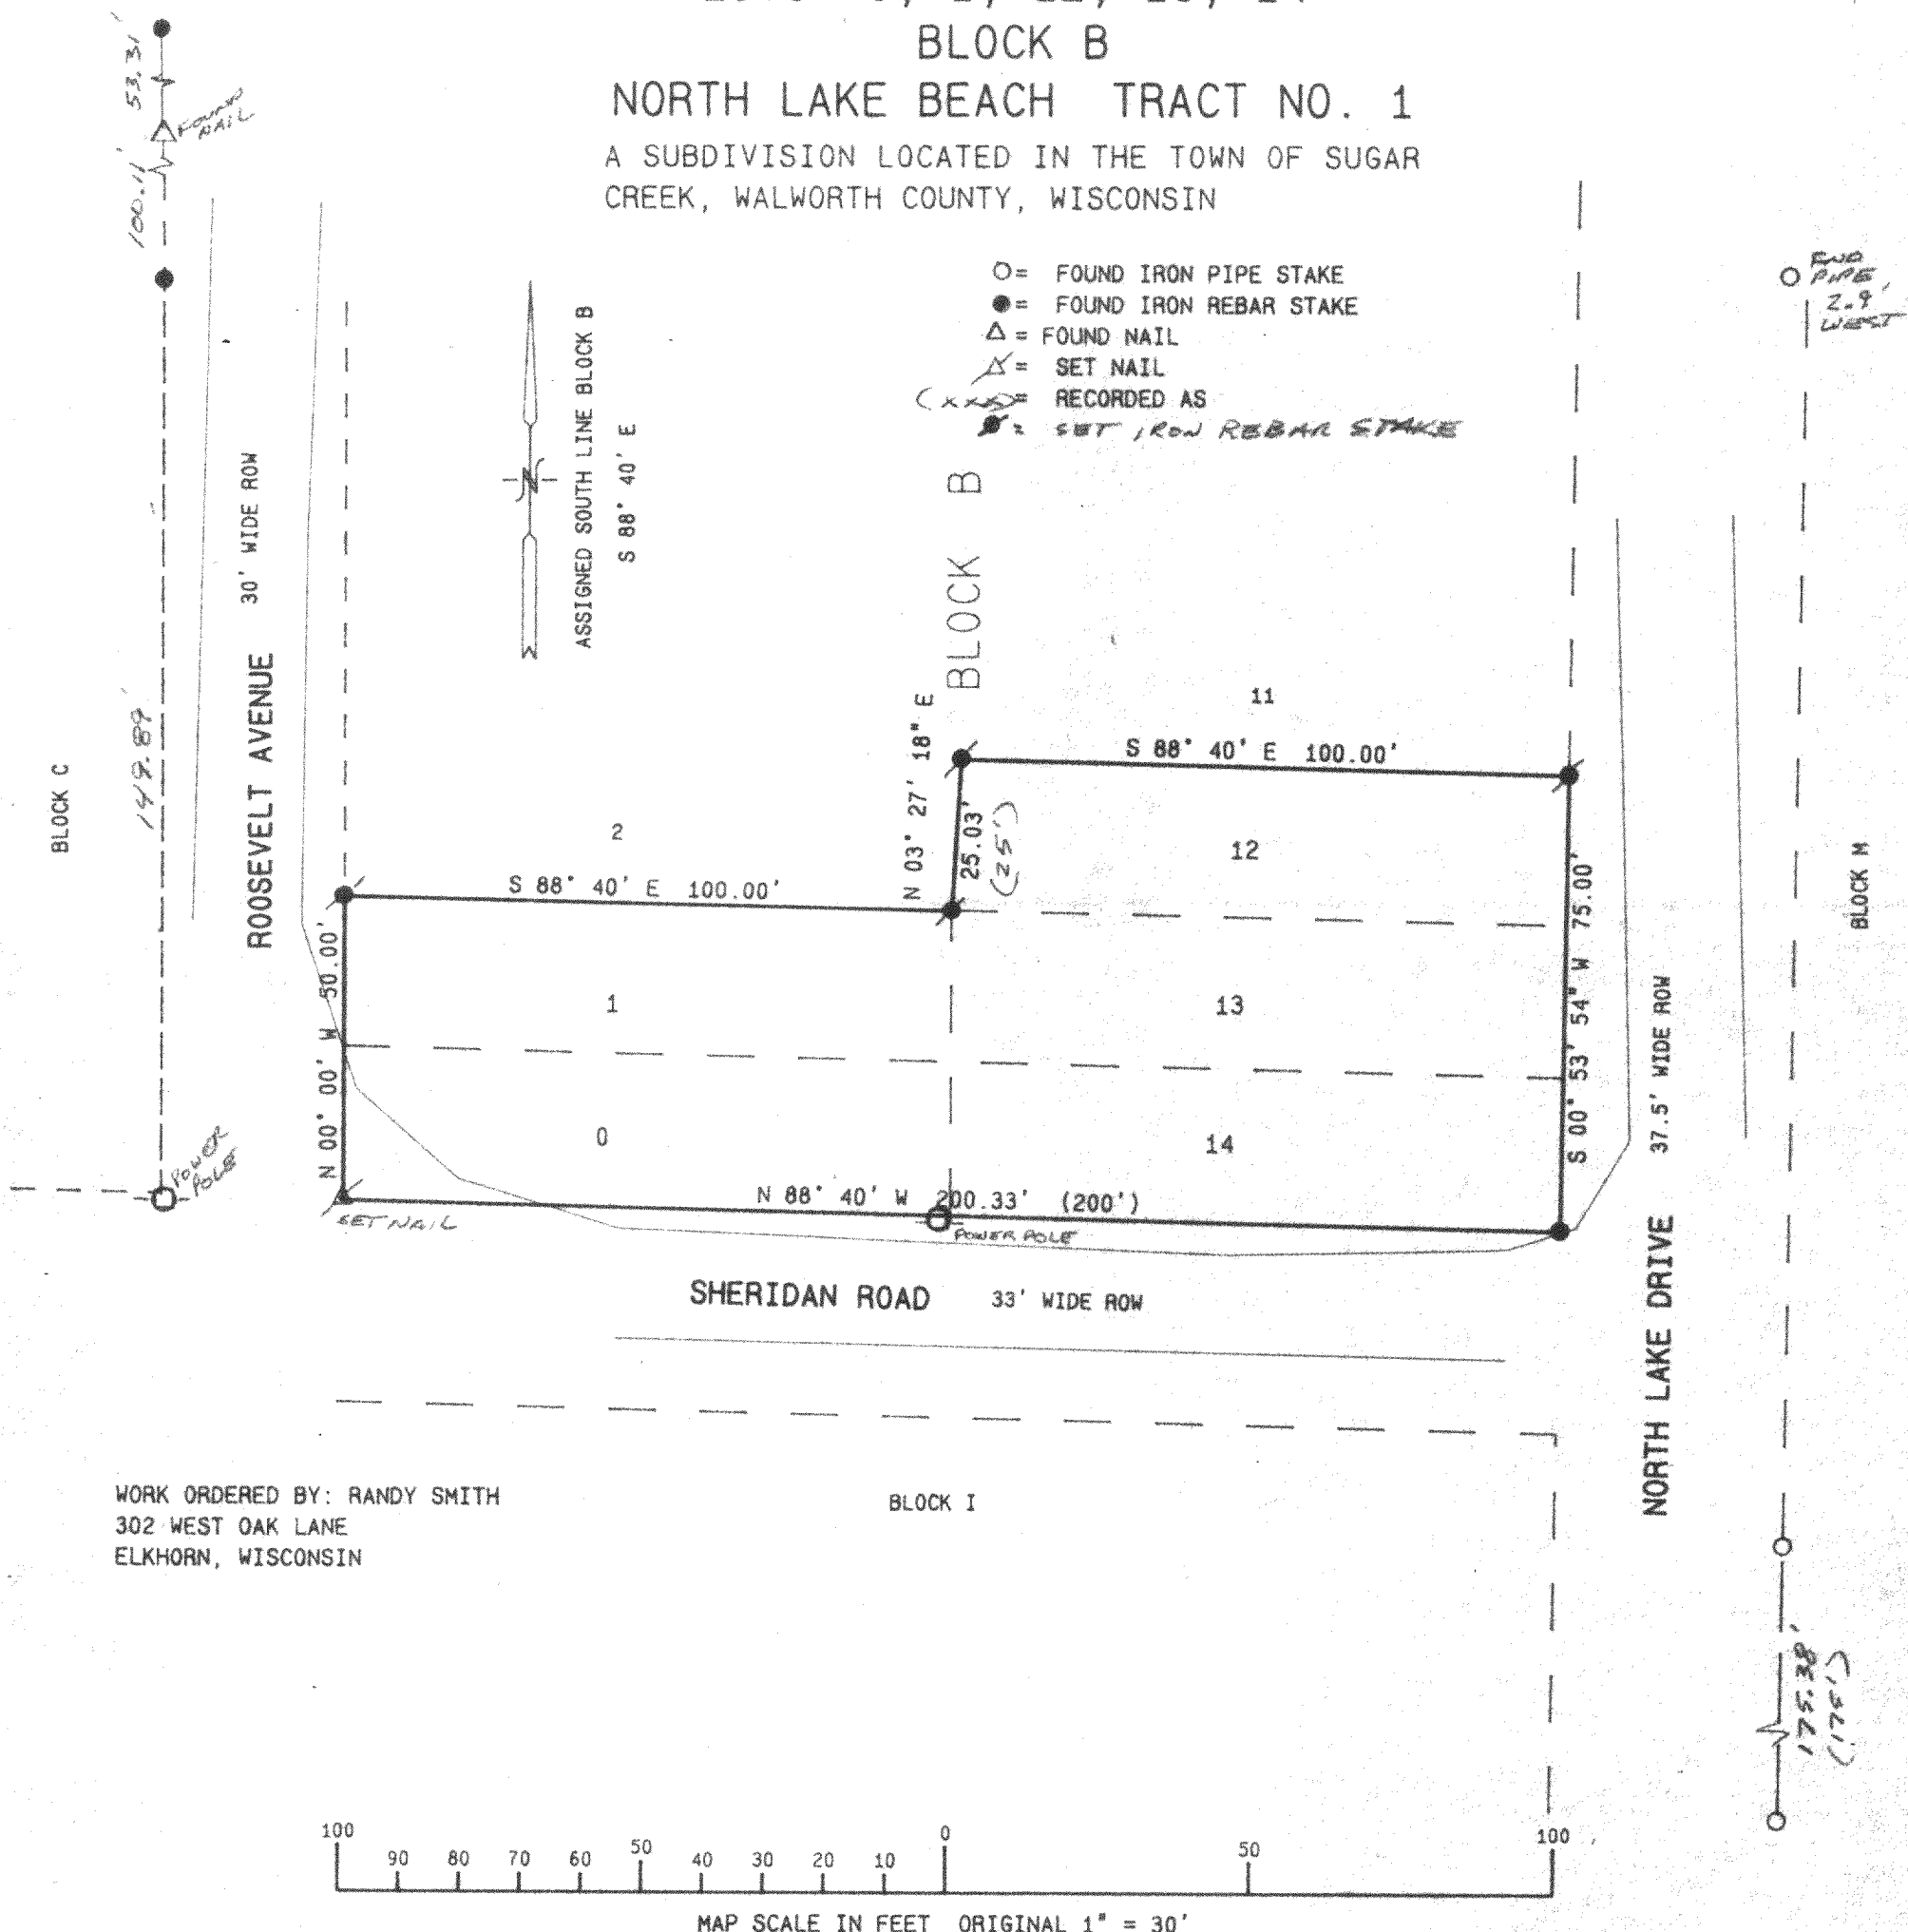 BLOCK B
NORTH LAKE BEACH TRACT NO. 1
A SUBDIVISION LOCATED IN THE TOWN OF SUGAR
CREEK, WALWORTH COUNTY, WISCONSIN
53.31'
FOUND
NAIL
100.11'
O= FOUND IRON PIPE STAKE
●= FOUND IRON REBAR STAKE
△= FOUND NAIL
= SET NAIL
(xxx)= RECORDED AS
= SET IRON REBAR STAKE
FND
PIPE
2.9'
WEST
ASSIGNED SOUTH LINE BLOCK B
S 88° 40' E
N
30' WIDE ROW
ROOSEVELT AVENUE
149.89'
BLOCK C
BLOCK B
11
S 88° 40' E 100.00'
N 03° 27' 18" E
25.03'
(25')
2
12
S 88° 40' E 100.00'
N 00° 00' W 50.00'
1
13
S 00° 53' 54" W 75.00'
BLOCK M
0
14
POWER
POLE
N 88° 40' W 200.33' (200')
SET NAIL
POWER POLE
SHERIDAN ROAD 33' WIDE ROW
NORTH LAKE DRIVE 37.5' WIDE ROW
WORK ORDERED BY: RANDY SMITH
302 WEST OAK LANE
ELKHORN, WISCONSIN
BLOCK I
175.38'
(175')
100 90 80 70 60 50 40 30 20 10 0 50 100
MAP SCALE IN FEET ORIGINAL 1" = 30'